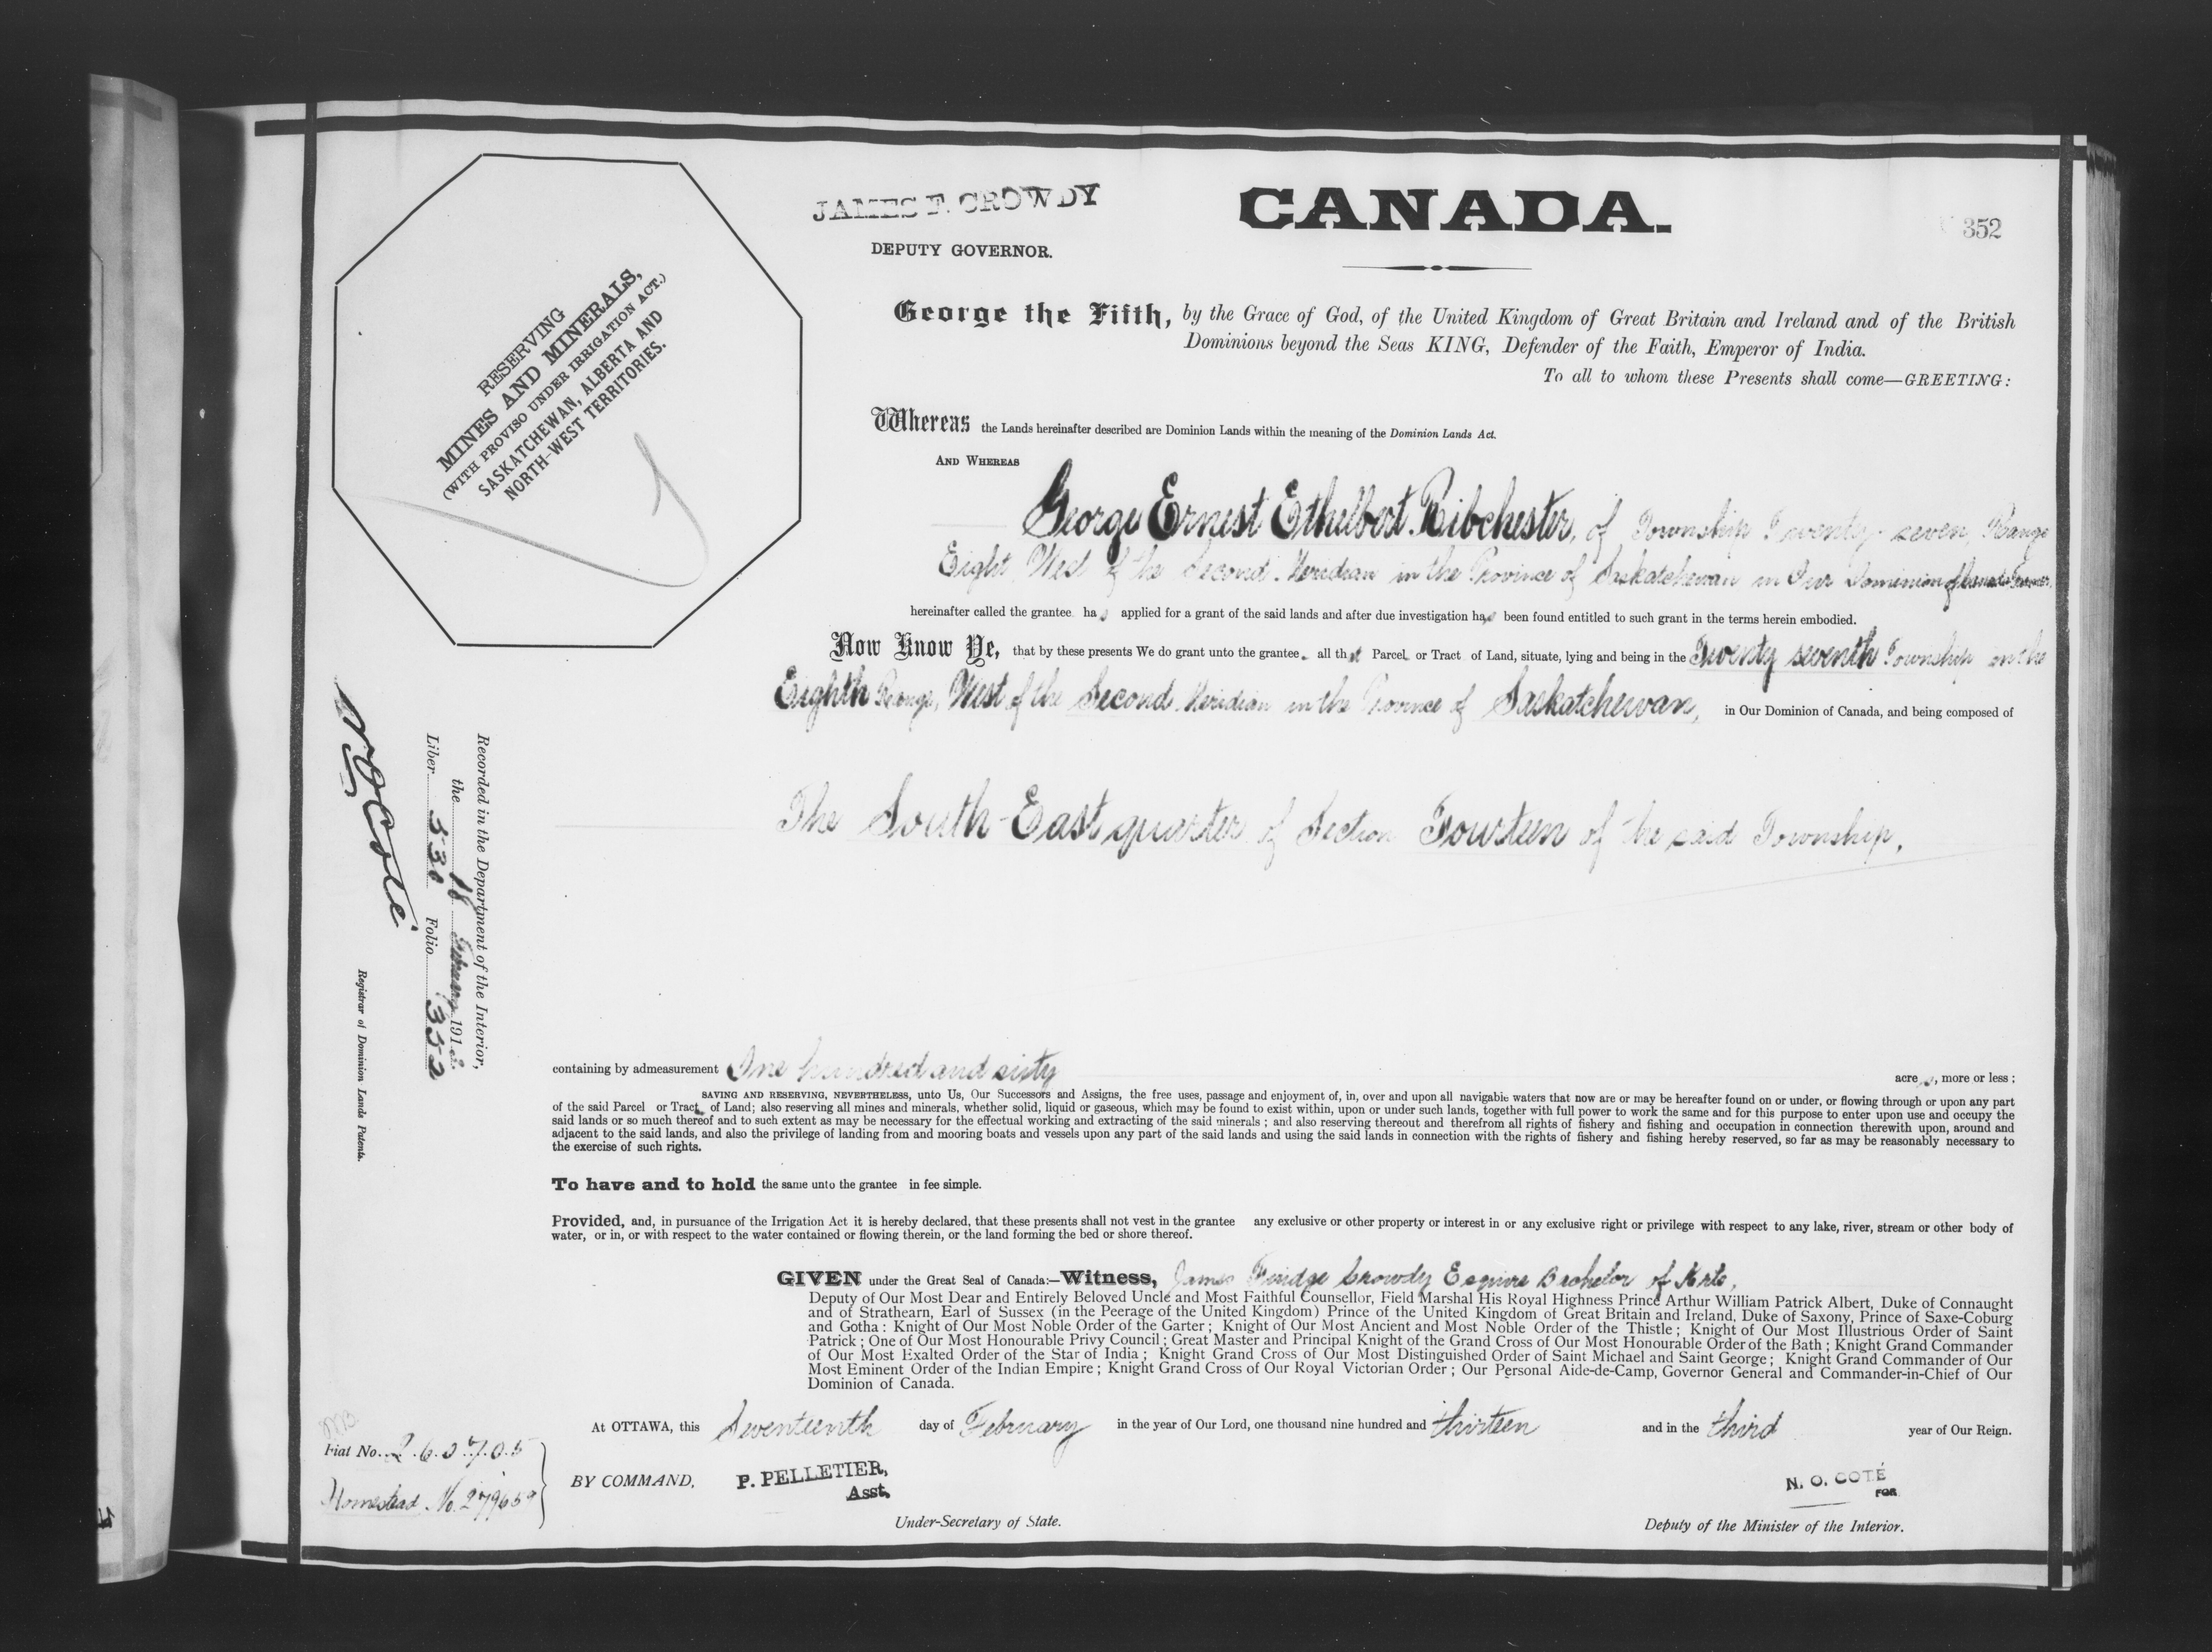 JAMES F. CROWDY
DEPUTY GOVERNOR.
CANADA.
352
RESERVING
MINES AND MINERALS,
(WITH PROVISO UNDER IRRIGATION ACT.)
SASKATCHEWAN, ALBERTA AND
NORTH-WEST TERRITORIES.
George the Fifth, by the Grace of God, of the United Kingdom of Great Britain and Ireland and of the British
Dominions beyond the Seas KING, Defender of the Faith, Emperor of India.
To all to whom these Presents shall come—GREETING:
Whereas the Lands hereinafter described are Dominion Lands within the meaning of the Dominion Lands Act.
AND WHEREAS
George Ernest Ethelbert Ribchester, of Township Twenty-seven, Range
Eight West of the Second Meridian in the Province of Saskatchewan in Our Dominion of Canada Farmer,
hereinafter called the grantee has applied for a grant of the said lands and after due investigation has been found entitled to such grant in the terms herein embodied.
Now Know Ye, that by these presents We do grant unto the grantee all that Parcel or Tract of Land, situate, lying and being in the Twenty seventh Township in the
Eighth Range, West of the Second Meridian in the Province of Saskatchewan, in Our Dominion of Canada, and being composed of
The South-East quarter of Section Fourteen of the said Township.
containing by admeasurement One hundred and sixty acres, more or less;
SAVING AND RESERVING, NEVERTHELESS, unto Us, Our Successors and Assigns, the free uses, passage and enjoyment of, in, over and upon all navigable waters that now are or may be hereafter found on or under, or flowing through or upon any part
of the said Parcel or Tract of Land; also reserving all mines and minerals, whether solid, liquid or gaseous, which may be found to exist within, upon or under such lands, together with full power to work the same and for this purpose to enter upon use and occupy the
said lands or so much thereof and to such extent as may be necessary for the effectual working and extracting of the said minerals; and also reserving thereout and therefrom all rights of fishery and fishing and occupation in connection therewith upon, around and
adjacent to the said lands, and also the privilege of landing from and mooring boats and vessels upon any part of the said lands and using the said lands in connection with the rights of fishery and fishing hereby reserved, so far as may be reasonably necessary to
the exercise of such rights.
To have and to hold the same unto the grantee in fee simple.
Provided, and, in pursuance of the Irrigation Act it is hereby declared, that these presents shall not vest in the grantee any exclusive or other property or interest in or any exclusive right or privilege with respect to any lake, river, stream or other body of
water, or in, or with respect to the water contained or flowing therein, or the land forming the bed or shore thereof.
GIVEN under the Great Seal of Canada:—Witness, James Fluidge Crowdy Esquire Bachelor of Arts,
Deputy of Our Most Dear and Entirely Beloved Uncle and Most Faithful Counsellor, Field Marshal His Royal Highness Prince Arthur William Patrick Albert, Duke of Connaught
and of Strathearn, Earl of Sussex (in the Peerage of the United Kingdom) Prince of the United Kingdom of Great Britain and Ireland, Duke of Saxony, Prince of Saxe-Coburg
and Gotha: Knight of Our Most Noble Order of the Garter; Knight of Our Most Ancient and Most Noble Order of the Thistle; Knight of Our Most Illustrious Order of Saint
Patrick; One of Our Most Honourable Privy Council; Great Master and Principal Knight of the Grand Cross of Our Most Honourable Order of the Bath; Knight Grand Commander
of Our Most Exalted Order of the Star of India; Knight Grand Cross of Our Most Distinguished Order of Saint Michael and Saint George; Knight Grand Commander of Our
Most Eminent Order of the Indian Empire; Knight Grand Cross of Our Royal Victorian Order; Our Personal Aide-de-Camp, Governor General and Commander-in-Chief of Our
Dominion of Canada.
At OTTAWA, this Seventeenth day of February in the year of Our Lord, one thousand nine hundred and thirteen and in the third year of Our Reign.
BY COMMAND,
P. PELLETIER,
Asst.
Under-Secretary of State.
N. O. COTÉ
FOR
Deputy of the Minister of the Interior.
Recorded in the Department of the Interior,
the 18 February 1913
Liber 530 Folio 352
N O Coté
Registrar of Dominion Lands Patents.
Fiat No. 260705
Homestead No. 279659